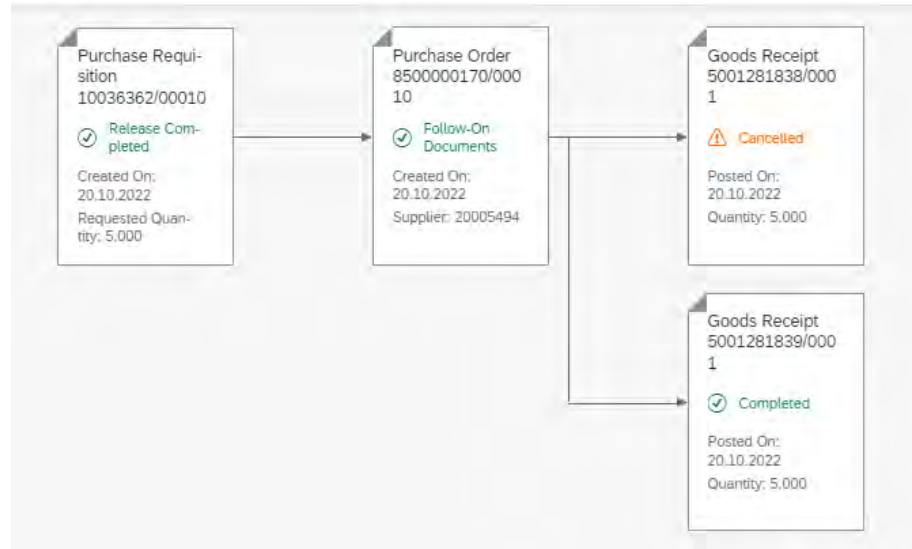 Purchase Requi-
sition
10036362/00010
Release Com-
pleted
Created On:
20.10.2022
Requested Quan-
tity: 5,000
Purchase Order
8500000170/000
10
Follow-On
Documents
Created On:
20.10.2022
Supplier: 20005494
Goods Receipt
5001281838/000
1
Cancelled
Posted On:
20.10.2022
Quantity: 5,000
Goods Receipt
5001281839/000
1
Completed
Posted On:
20.10.2022
Quantity: 5,000